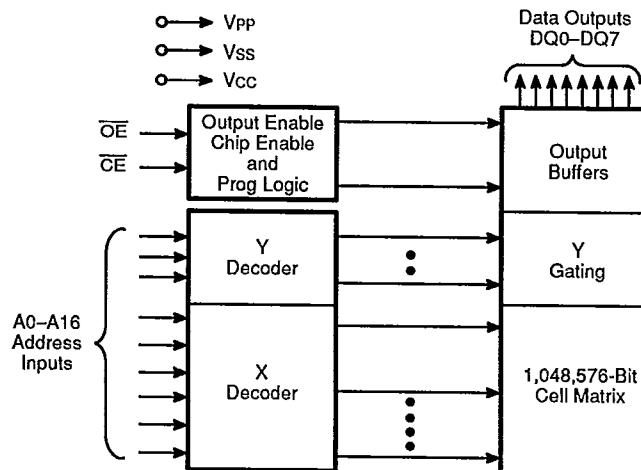 Data Outputs
DQ0–DQ7
VPP
VSS
VCC
OE
CE
Output Enable
Chip Enable
and
Prog Logic
Output
Buffers
Y
Decoder
Y
Gating
A0–A16
Address
Inputs
X
Decoder
1,048,576-Bit
Cell Matrix